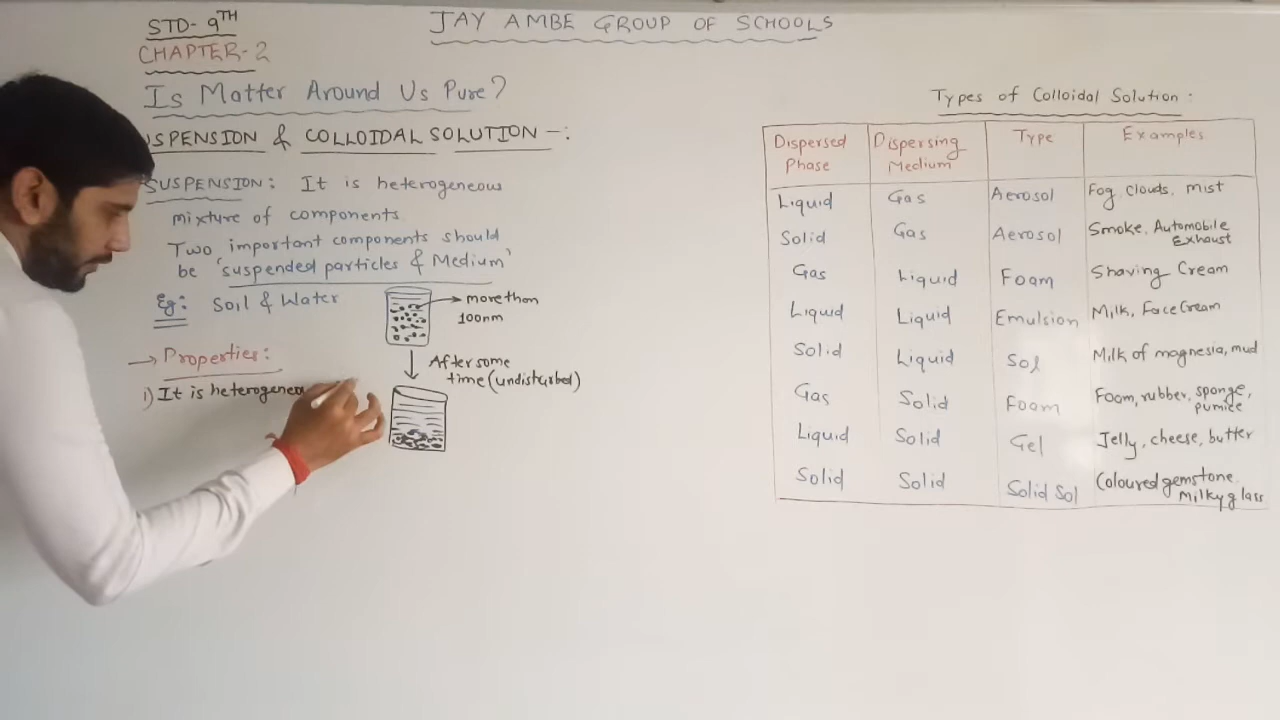 STD- 9TH
JAY AMBE GROUP OF SCHOOLS
CHAPTER-2
Is Matter Around Us Pure?
& COLLOIDAL SOLUTION -:
SUSPENSION: It is heterogeneous
mixture of components
Two important components should
be 'suspended particles & Medium'
Eg: Soil & Water
more than
100nm
After some
time (undisturbed)
→ Properties:
i) It is
Types of Colloidal Solution:
Dispersed Phase Dispersing Medium Type Examples
Liquid Gas Aerosol Fog, clouds, mist
Solid Gas Aerosol Smoke, Automobile Exhaust
Gas Liquid Foam Shaving Cream
Liquid Liquid Emulsion Milk, Face Cream
Solid Liquid Sol Milk of magnesia, mud
Gas Solid Foam Foam, rubber, sponge, pumice
Liquid Solid Gel Jelly, cheese, butter
Solid Solid Solid Sol Coloured gemstone, Milky glass